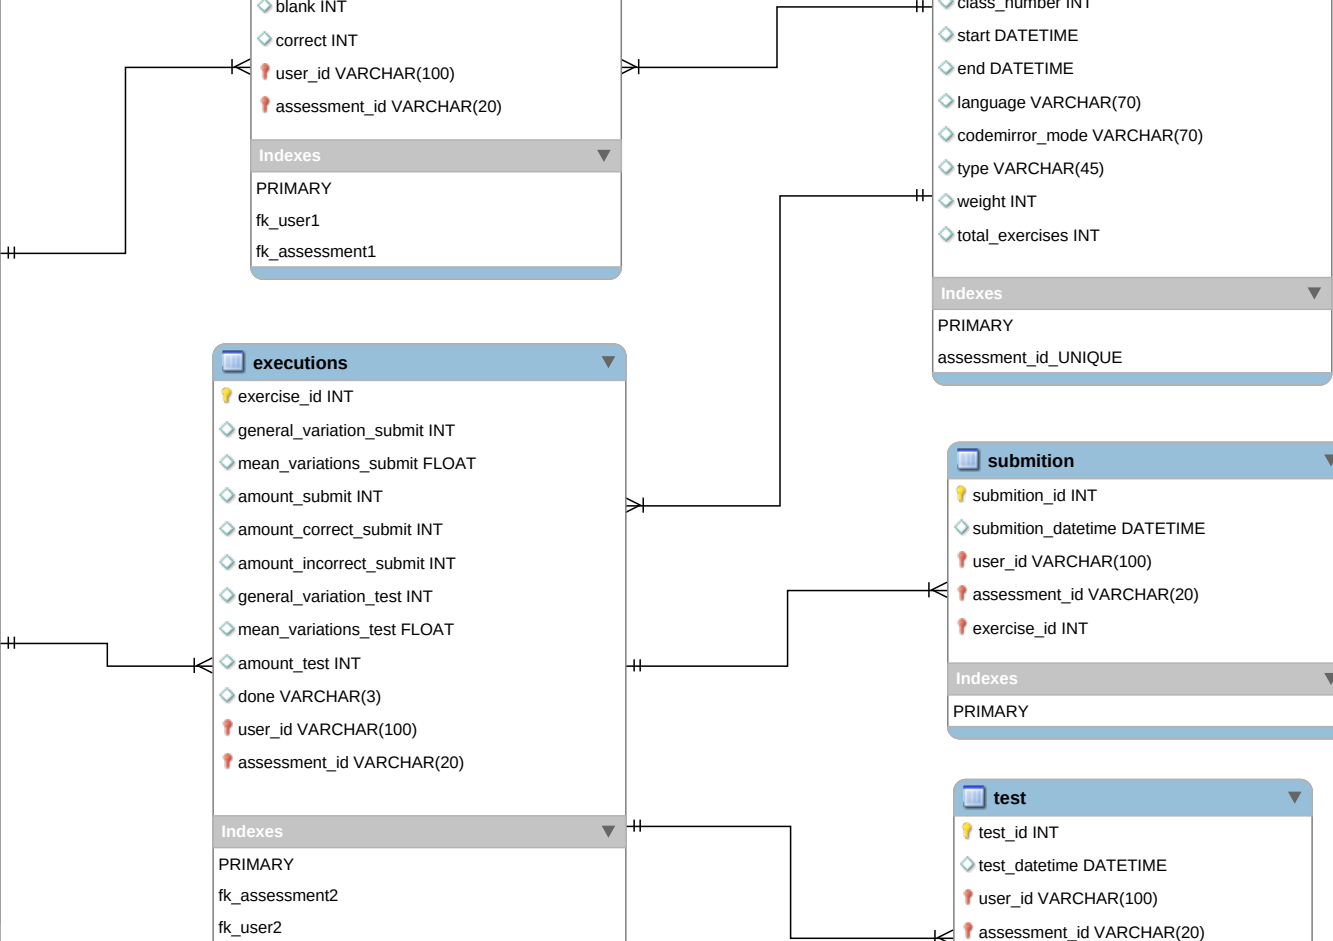 blank INT
correct INT
user_id VARCHAR(100)
assessment_id VARCHAR(20)
Indexes
PRIMARY
fk_user1
fk_assessment1
class_number INT
start DATETIME
end DATETIME
language VARCHAR(70)
codemirror_mode VARCHAR(70)
type VARCHAR(45)
weight INT
total_exercises INT
Indexes
PRIMARY
assessment_id_UNIQUE
executions
exercise_id INT
general_variation_submit INT
mean_variations_submit FLOAT
amount_submit INT
amount_correct_submit INT
amount_incorrect_submit INT
general_variation_test INT
mean_variations_test FLOAT
amount_test INT
done VARCHAR(3)
user_id VARCHAR(100)
assessment_id VARCHAR(20)
Indexes
PRIMARY
fk_assessment2
fk_user2
submition
submition_id INT
submition_datetime DATETIME
user_id VARCHAR(100)
assessment_id VARCHAR(20)
exercise_id INT
Indexes
PRIMARY
test
test_id INT
test_datetime DATETIME
user_id VARCHAR(100)
assessment_id VARCHAR(20)